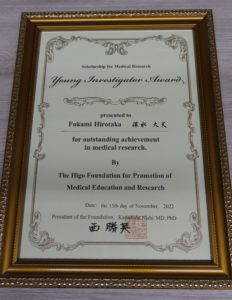 Scholarship for Medical Research
Young Investigator Award
presented to
Fukami Hirotaka 深水 大天
for outstanding achievement
in medical research.
By
The Higo Foundation for Promotion of
Medical Education and Research
Date: the 15th day of November, 2022
President of the Foundation, Nishi MD, PhD
西 勝英